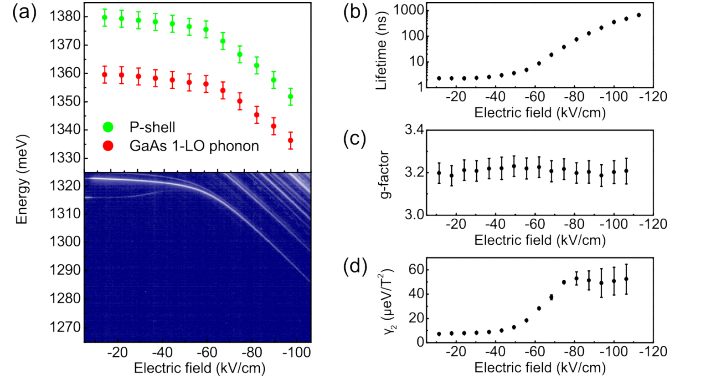 (a)
1380
1370
1360
1350
1340
1330
P-shell
GaAs 1-LO phonon
Energy (meV)
1320
1310
1300
1290
1280
1270
-20 -40 -60 -80 -100
Electric field (kV/cm)
(b)
1000
100
10
1
Lifetime (ns)
-20 -40 -60 -80 -100 -120
Electric field (kV/cm)
(c)
3.4
3.2
3.0
g-factor
-20 -40 -60 -80 -100 -120
Electric field (kV/cm)
(d)
60
40
20
0
γ₂ (μeV/T²)
-20 -40 -60 -80 -100 -120
Electric field (kV/cm)